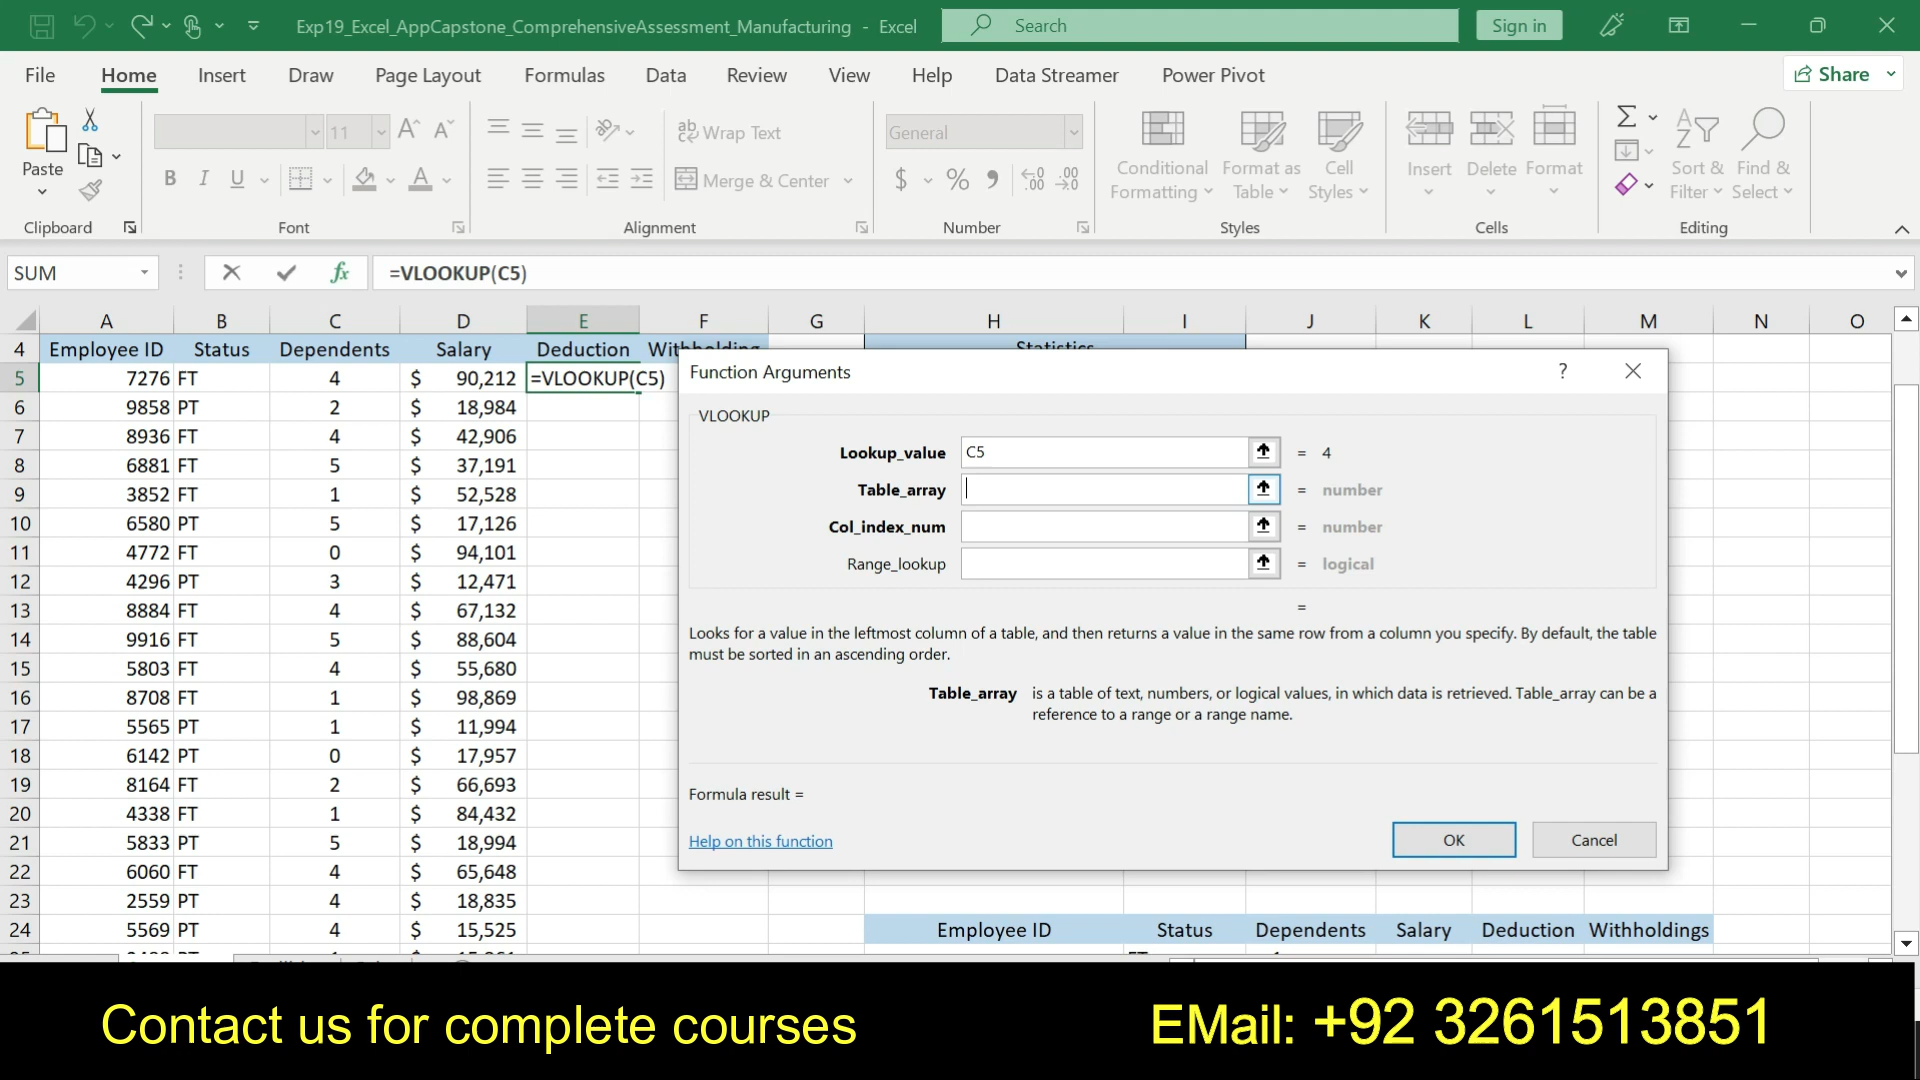 Exp19_Excel_AppCapstone_ComprehensiveAssessment_Manufacturing - Excel
Search
Sign in
File Home Insert Draw Page Layout Formulas Data Review View Help Data Streamer Power Pivot
Share
Paste
11
B I U
ab Wrap Text
Merge & Center
General
$ % 9
Conditional Formatting
Format as Table
Cell Styles
Insert
Delete
Format
Sort & Filter
Find & Select
Clipboard Font Alignment Number Styles Cells Editing
SUM
fx
=VLOOKUP(C5)
A B C D E F G H I J K L M N O
4 Employee ID Status Dependents Salary Deduction Withholding Statistics
5 7276 FT 4 $ 90,212 =VLOOKUP(C5)
6 9858 PT 2 $ 18,984
7 8936 FT 4 $ 42,906
8 6881 FT 5 $ 37,191
9 3852 FT 1 $ 52,528
10 6580 PT 5 $ 17,126
11 4772 FT 0 $ 94,101
12 4296 PT 3 $ 12,471
13 8884 FT 4 $ 67,132
14 9916 FT 5 $ 88,604
15 5803 FT 4 $ 55,680
16 8708 FT 1 $ 98,869
17 5565 PT 1 $ 11,994
18 6142 PT 0 $ 17,957
19 8164 FT 2 $ 66,693
20 4338 FT 1 $ 84,432
21 5833 PT 5 $ 18,994
22 6060 FT 4 $ 65,648
23 2559 PT 4 $ 18,835
24 5569 PT 4 $ 15,525
Employee ID Status Dependents Salary Deduction Withholdings
Function Arguments
?
VLOOKUP
Lookup_value C5 = 4
Table_array = number
Col_index_num = number
Range_lookup = logical
=
Looks for a value in the leftmost column of a table, and then returns a value in the same row from a column you specify. By default, the table
must be sorted in an ascending order.
Table_array is a table of text, numbers, or logical values, in which data is retrieved. Table_array can be a
reference to a range or a range name.
Formula result =
Help on this function
OK
Cancel
Contact us for complete courses
EMail: +92 3261513851